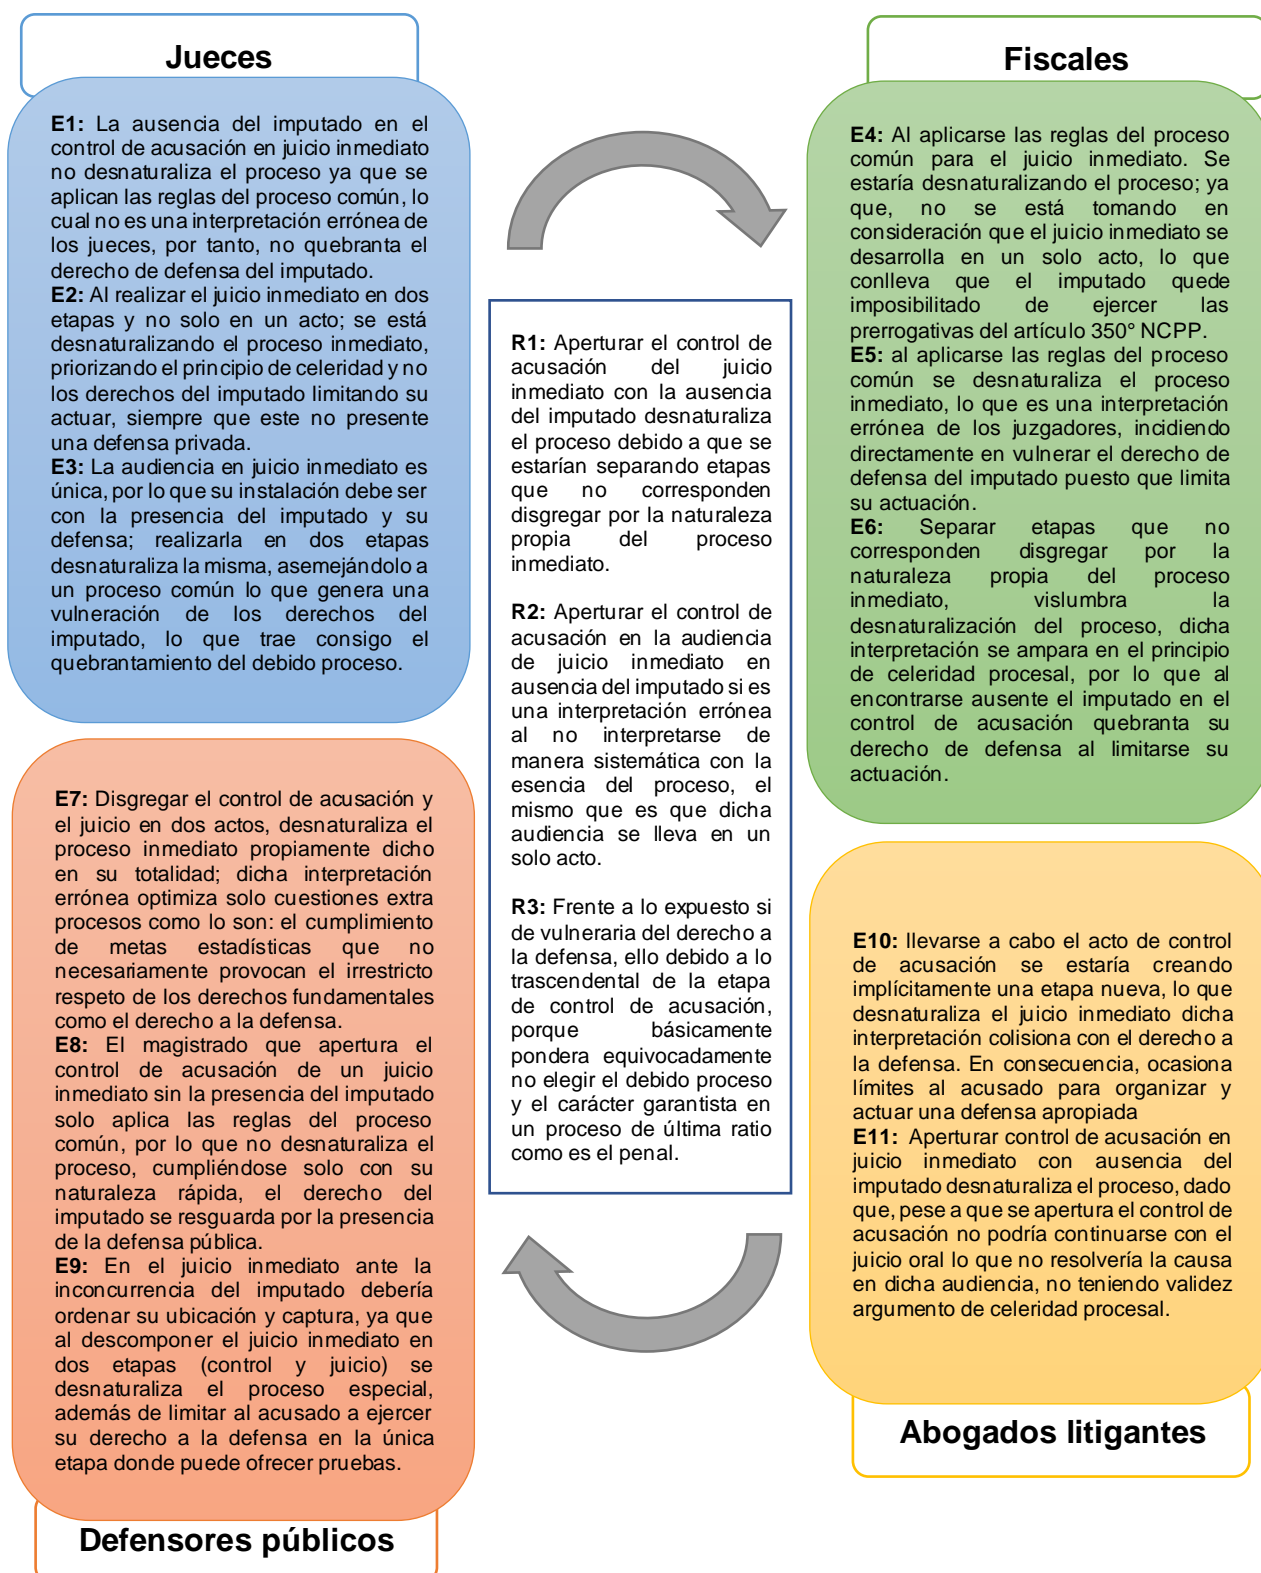 Jueces
E1: La ausencia del imputado en el
control de acusación en juicio inmediato
no desnaturaliza el proceso ya que se
aplican las reglas del proceso común, lo
cual no es una interpretación errónea de
los jueces, por tanto, no quebranta el
derecho de defensa del imputado.
E2: Al realizar el juicio inmediato en dos
etapas y no solo en un acto; se está
desnaturalizando el proceso inmediato,
priorizando el principio de celeridad y no
los derechos del imputado limitando su
actuar, siempre que este no presente
una defensa privada.
E3: La audiencia en juicio inmediato es
única, por lo que su instalación debe ser
con la presencia del imputado y su
defensa; realizarla en dos etapas
desnaturaliza la misma, asemejándolo a
un proceso común lo que genera una
vulneración de los derechos del
imputado, lo que trae consigo el
quebrantamiento del debido proceso.
Fiscales
E4: Al aplicarse las reglas del proceso
común para el juicio inmediato. Se
estaría desnaturalizando el proceso; ya
que, no se está tomando en
consideración que el juicio inmediato se
desarrolla en un solo acto, lo que
conlleva que el imputado quede
imposibilitado de ejercer las
prerrogativas del artículo 350° NCPP.
E5: al aplicarse las reglas del proceso
común se desnaturaliza el proceso
inmediato, lo que es una interpretación
errónea de los juzgadores, incidiendo
directamente en vulnerar el derecho de
defensa del imputado puesto que limita
su actuación.
E6: Separar etapas que no
corresponden disgregar por la
naturaleza propia del proceso
inmediato, vislumbra la
desnaturalización del proceso, dicha
interpretación se ampara en el principio
de celeridad procesal, por lo que al
encontrarse ausente el imputado en el
control de acusación quebranta su
derecho de defensa al limitarse su
actuación.
R1: Aperturar el control de
acusación del juicio
inmediato con la ausencia
del imputado desnaturaliza
el proceso debido a que se
estarían separando etapas
que no corresponden
disgregar por la naturaleza
propia del proceso
inmediato.
R2: Aperturar el control de
acusación en la audiencia
de juicio inmediato en
ausencia del imputado si es
una interpretación errónea
al no interpretarse de
manera sistemática con la
esencia del proceso, el
mismo que es que dicha
audiencia se lleva en un
solo acto.
R3: Frente a lo expuesto si
de vulneraria del derecho a
la defensa, ello debido a lo
trascendental de la etapa
de control de acusación,
porque básicamente
pondera equivocadamente
no elegir el debido proceso
y el carácter garantista en
un proceso de última ratio
como es el penal.
E7: Disgregar el control de acusación y
el juicio en dos actos, desnaturaliza el
proceso inmediato propiamente dicho
en su totalidad; dicha interpretación
errónea optimiza solo cuestiones extra
procesos como lo son: el cumplimiento
de metas estadísticas que no
necesariamente provocan el irrestricto
respeto de los derechos fundamentales
como el derecho a la defensa.
E8: El magistrado que apertura el
control de acusación de un juicio
inmediato sin la presencia del imputado
solo aplica las reglas del proceso
común, por lo que no desnaturaliza el
proceso, cumpliéndose solo con su
naturaleza rápida, el derecho del
imputado se resguarda por la presencia
de la defensa pública.
E9: En el juicio inmediato ante la
inconcurrencia del imputado debería
ordenar su ubicación y captura, ya que
al descomponer el juicio inmediato en
dos etapas (control y juicio) se
desnaturaliza el proceso especial,
además de limitar al acusado a ejercer
su derecho a la defensa en la única
etapa donde puede ofrecer pruebas.
Defensores públicos
E10: llevarse a cabo el acto de control
de acusación se estaría creando
implícitamente una etapa nueva, lo que
desnaturaliza el juicio inmediato dicha
interpretación colisiona con el derecho a
la defensa. En consecuencia, ocasiona
límites al acusado para organizar y
actuar una defensa apropiada
E11: Aperturar control de acusación en
juicio inmediato con ausencia del
imputado desnaturaliza el proceso, dado
que, pese a que se apertura el control de
acusación no podría continuarse con el
juicio oral lo que no resolvería la causa
en dicha audiencia, no teniendo validez
argumento de celeridad procesal.
Abogados litigantes